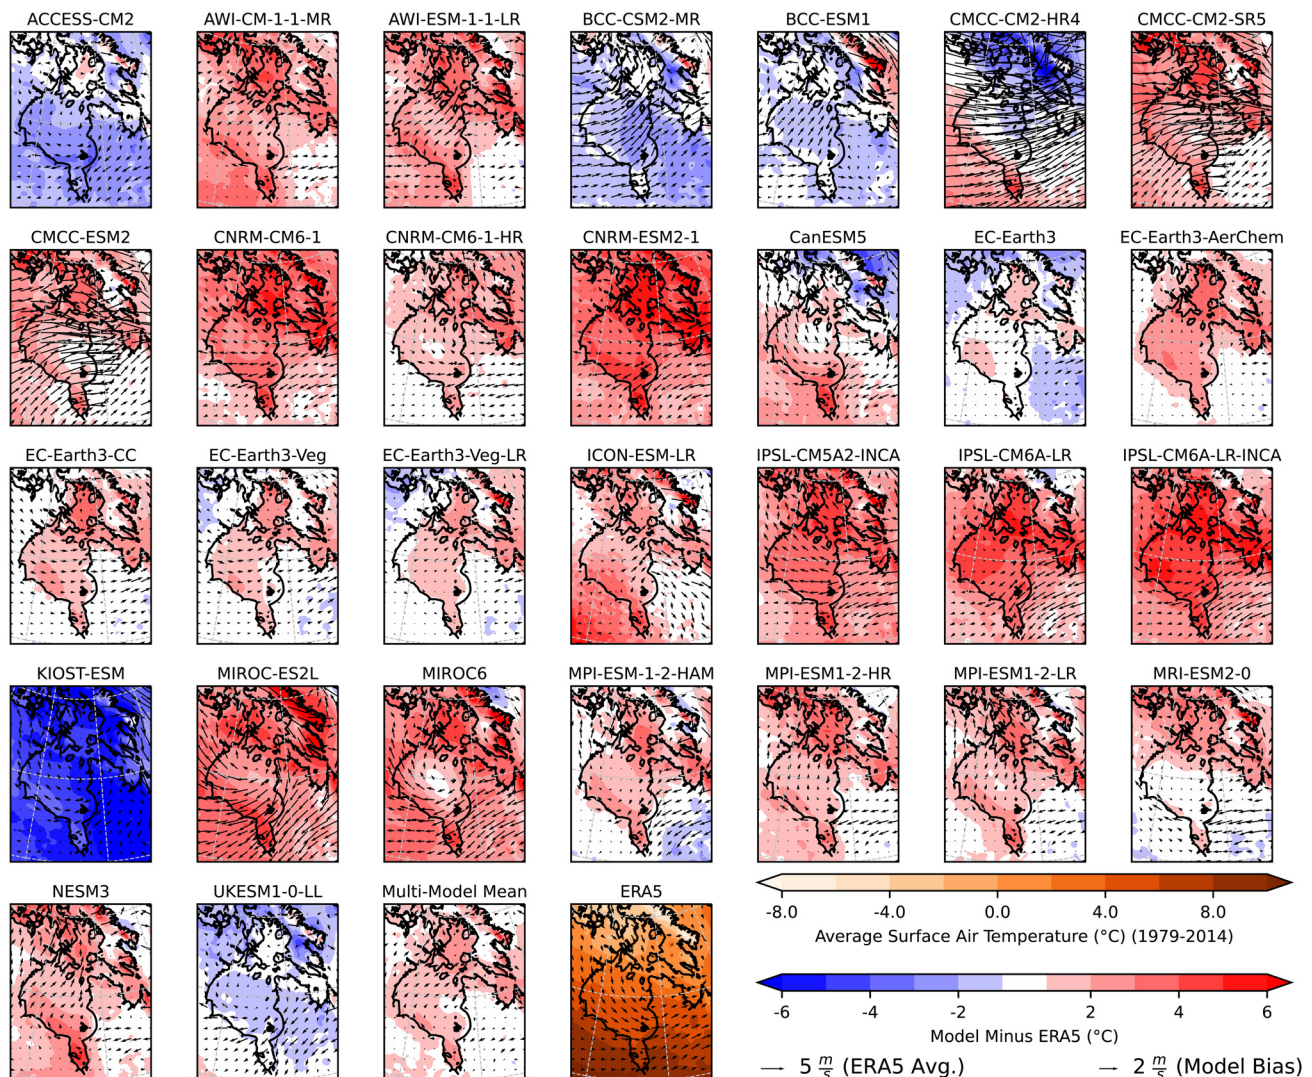 ACCESS-CM2 AWI-CM-1-1-MR AWI-ESM-1-1-LR BCC-CSM2-MR BCC-ESM1 CMCC-CM2-HR4 CMCC-CM2-SR5
CMCC-ESM2 CNRM-CM6-1 CNRM-CM6-1-HR CNRM-ESM2-1 CanESM5 EC-Earth3 EC-Earth3-AerChem
EC-Earth3-CC EC-Earth3-Veg EC-Earth3-Veg-LR ICON-ESM-LR IPSL-CM5A2-INCA IPSL-CM6A-LR IPSL-CM6A-LR-INCA
KIOST-ESM MIROC-ES2L MIROC6 MPI-ESM-1-2-HAM MPI-ESM1-2-HR MPI-ESM1-2-LR MRI-ESM2-0
NESM3 UKESM1-0-LL Multi-Model Mean ERA5
-8.0 -4.0 0.0 4.0 8.0
Average Surface Air Temperature (°C) (1979-2014)
-6 -4 -2 2 4 6
Model Minus ERA5 (°C)
5 m/s (ERA5 Avg.) 2 m/s (Model Bias)